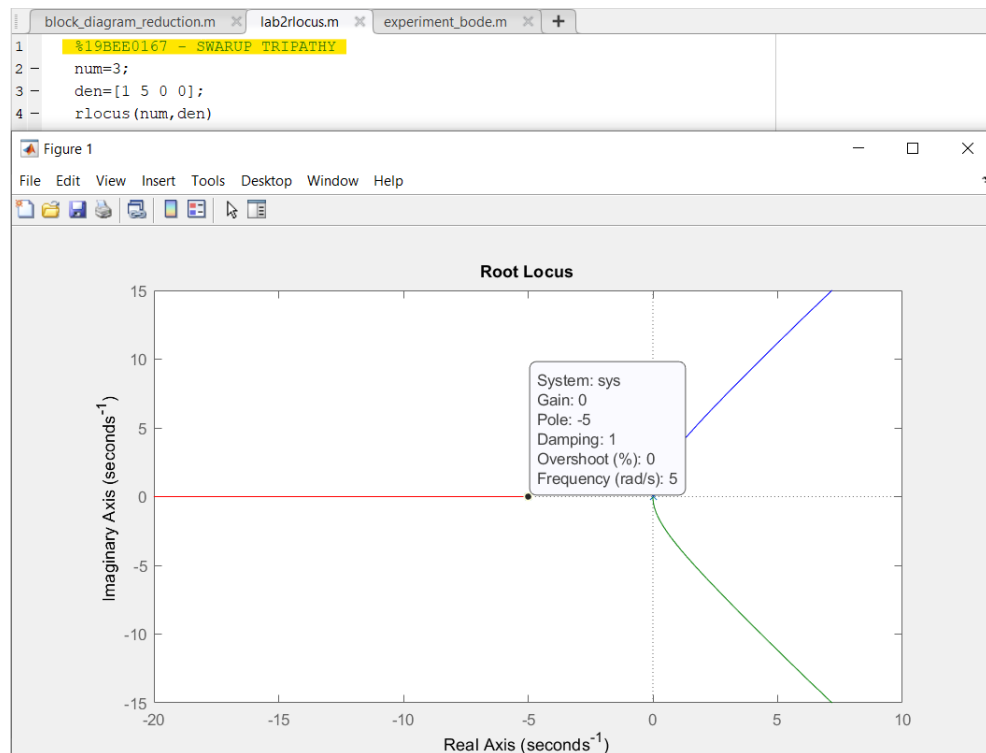 block_diagram_reduction.m × lab2rlocus.m × experiment_bode.m × +
1 %19BEE0167 - SWARUP TRIPATHY
2 – num=3;
3 – den=[1 5 0 0];
4 – rlocus(num,den)
Figure 1
File Edit View Insert Tools Desktop Window Help
Root Locus
15
10
5
0
-5
-10
-15
Imaginary Axis (seconds⁻¹)
System: sys
Gain: 0
Pole: -5
Damping: 1
Overshoot (%): 0
Frequency (rad/s): 5
-20 -15 -10 -5 0 5 10
Real Axis (seconds⁻¹)